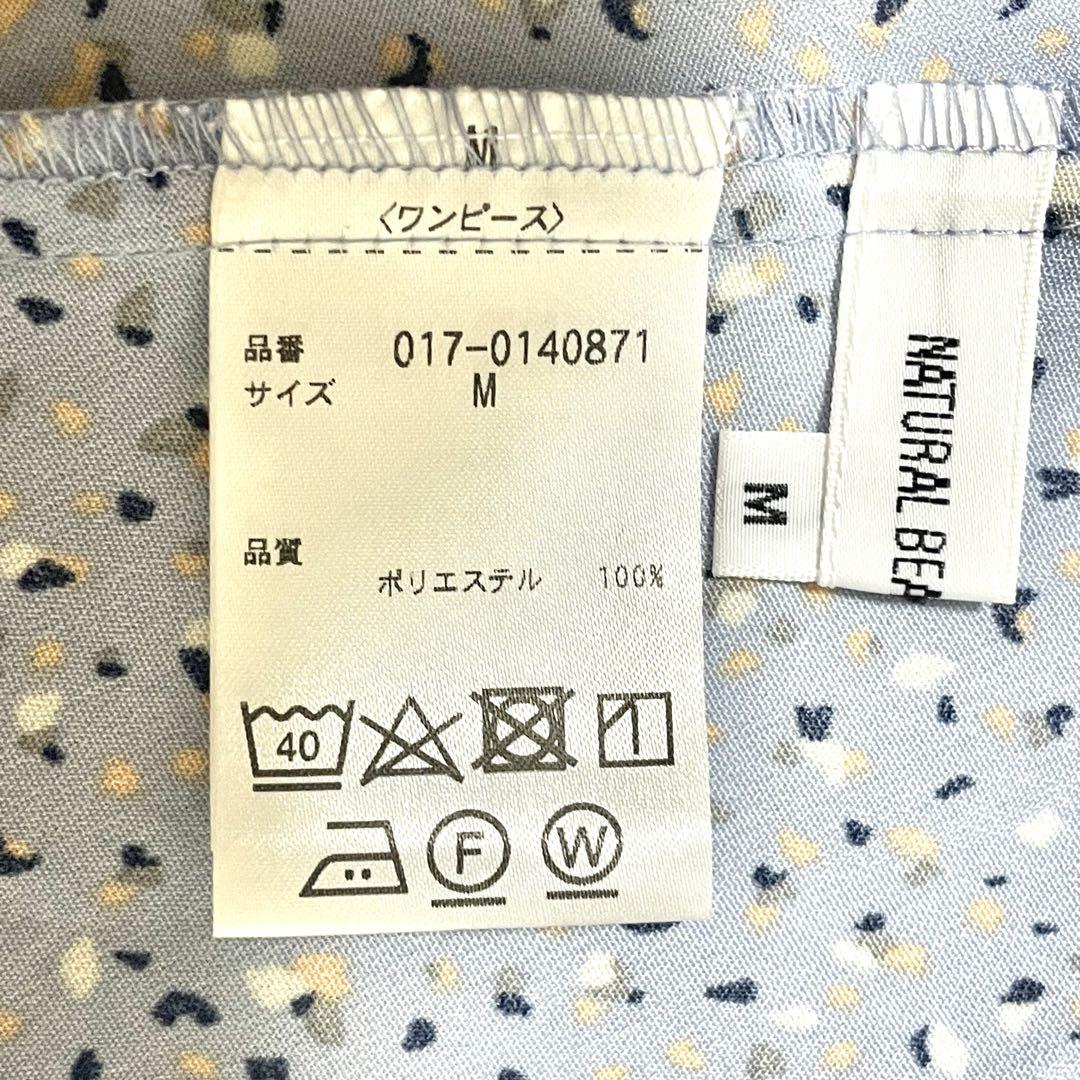 M
〈ワンピース〉
品番 017-0140871
サイズ M
品質
ポリエステル 100%
40
1
F
W
M
NATURAL BEA